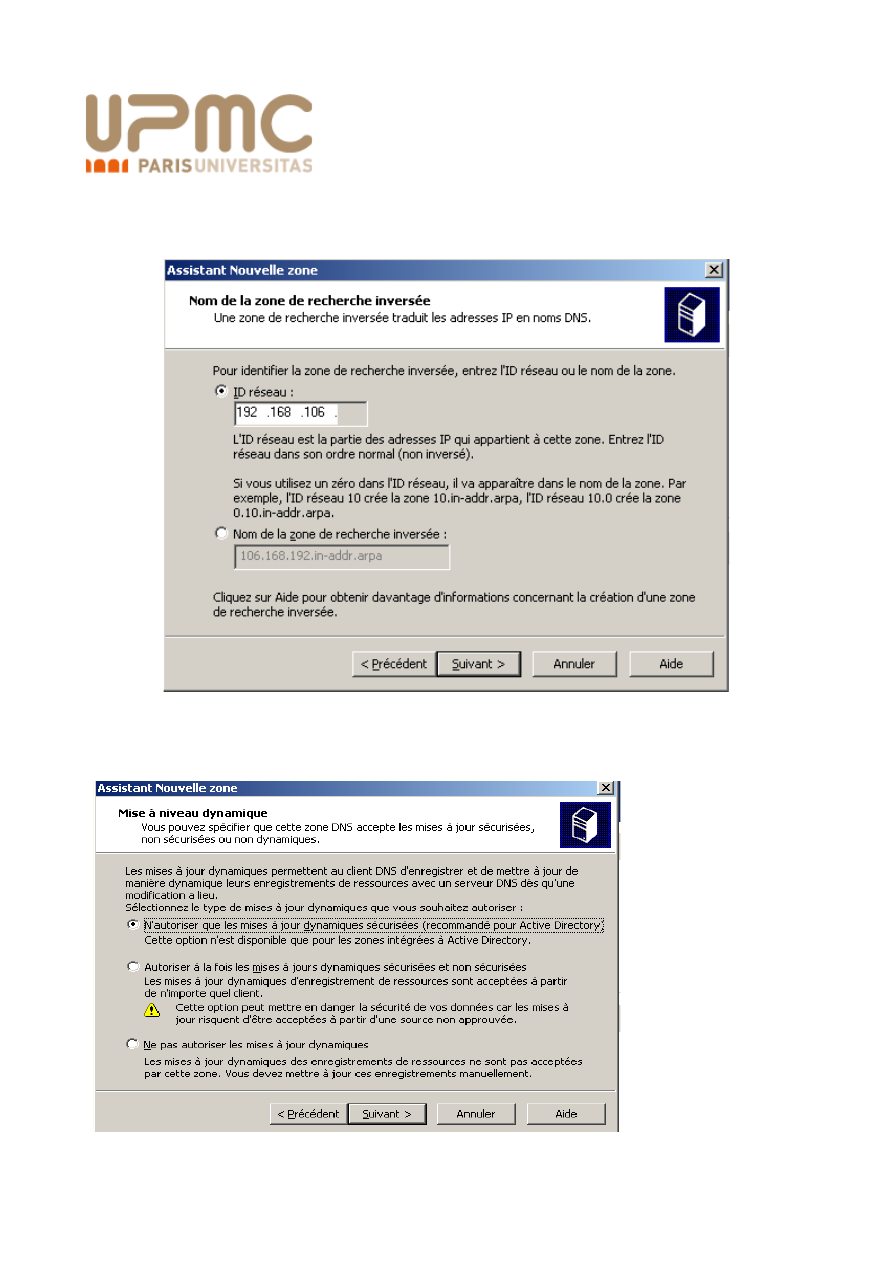 UPMC
PARISUNIVERSITAS
Assistant Nouvelle zone
Nom de la zone de recherche inversée
Une zone de recherche inversée traduit les adresses IP en noms DNS.
Pour identifier la zone de recherche inversée, entrez l'ID réseau ou le nom de la zone.
ID réseau :
192 .168 .106 .
L'ID réseau est la partie des adresses IP qui appartient à cette zone. Entrez l'ID
réseau dans son ordre normal (non inversé).
Si vous utilisez un zéro dans l'ID réseau, il va apparaître dans le nom de la zone. Par
exemple, l'ID réseau 10 crée la zone 10.in-addr.arpa, l'ID réseau 10.0 crée la zone
0.10.in-addr.arpa.
Nom de la zone de recherche inversée :
106.168.192.in-addr.arpa
Cliquez sur Aide pour obtenir davantage d'informations concernant la création d'une zone
de recherche inversée.
< Précédent Suivant > Annuler Aide
Assistant Nouvelle zone
Mise à niveau dynamique
Vous pouvez spécifier que cette zone DNS accepte les mises à jour sécurisées,
non sécurisées ou non dynamiques.
Les mises à jour dynamiques permettent au client DNS d'enregistrer et de mettre à jour de
manière dynamique leurs enregistrements de ressources avec un serveur DNS dès qu'une
modification a lieu.
Sélectionnez le type de mises à jour dynamiques que vous souhaitez autoriser :
N'autoriser que les mises à jour dynamiques sécurisées (recommandé pour Active Directory)
Cette option n'est disponible que pour les zones intégrées à Active Directory.
Autoriser à la fois les mises à jours dynamiques sécurisées et non sécurisées
Les mises à jour dynamiques d'enregistrement de ressources sont acceptées à partir
de n'importe quel client.
Cette option peut mettre en danger la sécurité de vos données car les mises à
jour risquent d'être acceptées à partir d'une source non approuvée.
Ne pas autoriser les mises à jour dynamiques
Les mises à jour dynamiques des enregistrements de ressources ne sont pas acceptées
par cette zone. Vous devez mettre à jour ces enregistrements manuellement.
< Précédent Suivant > Annuler Aide